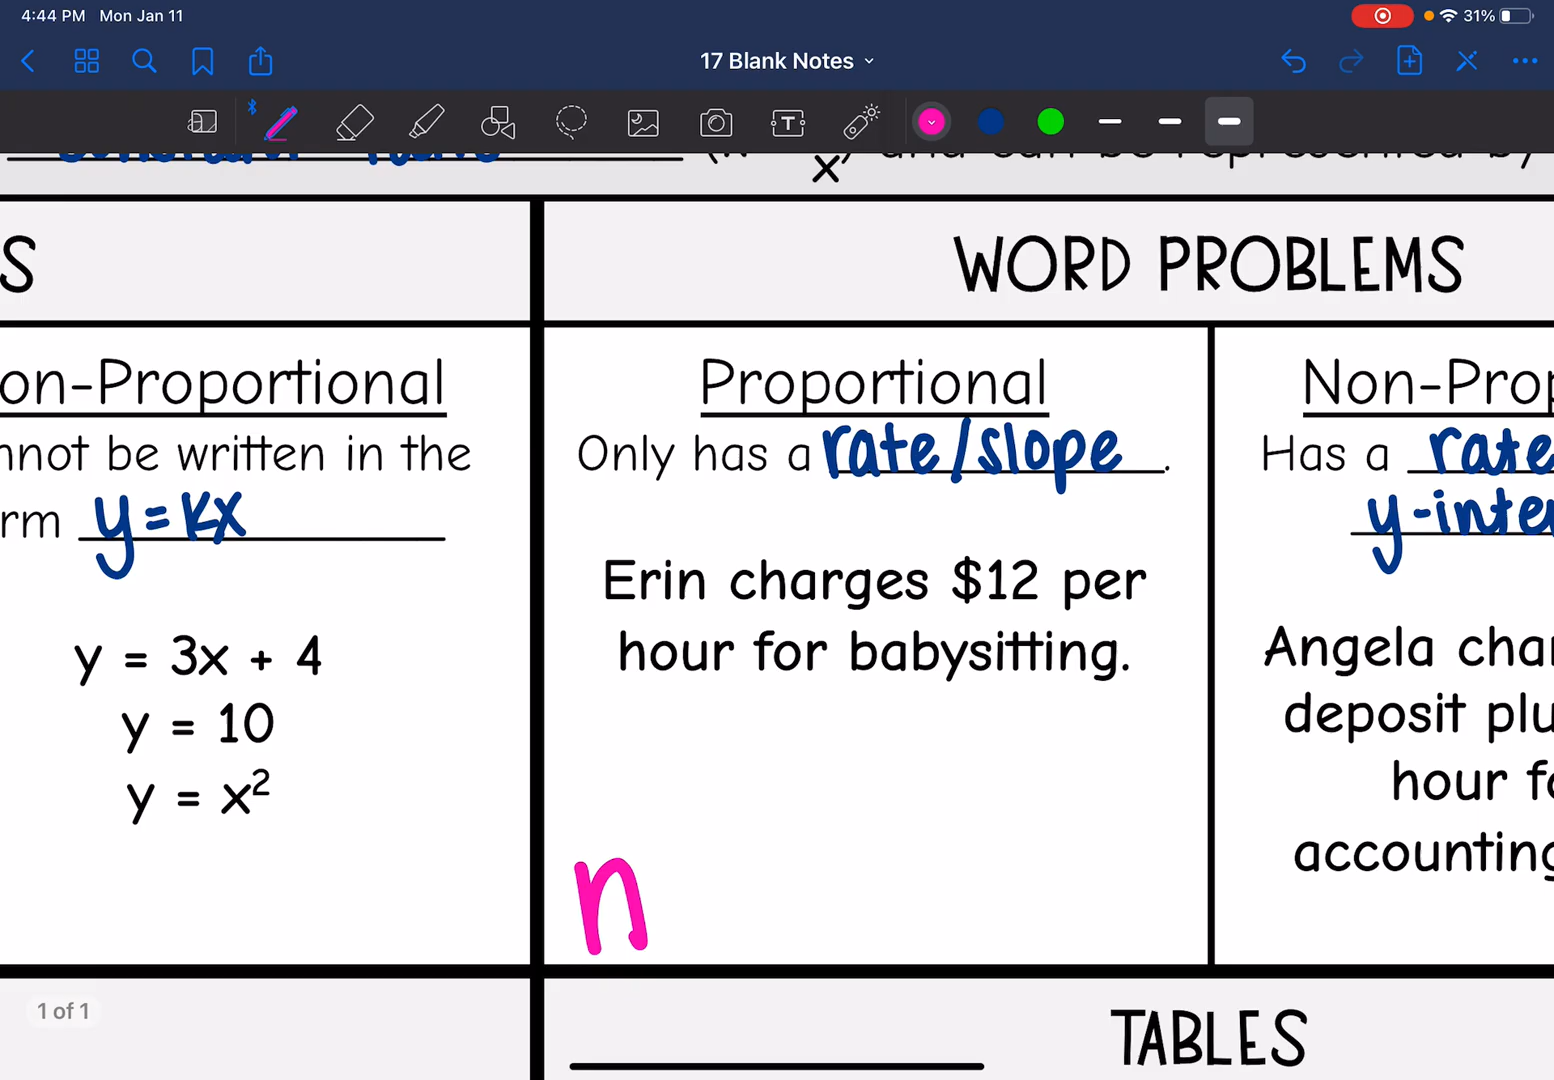 4:44 PM Mon Jan 11
31%
17 Blank Notes
T
x
S
WORD PROBLEMS
on-Proportional
nnot be written in the
rm y=kx
y = 3x + 4
y = 10
y = x²
Proportional
Only has a rate/slope.
Erin charges $12 per
hour for babysitting.
n
Non-Prop
Has a rate
y-inte
Angela cha
deposit plu
hour fo
accounting
1 of 1
TABLES